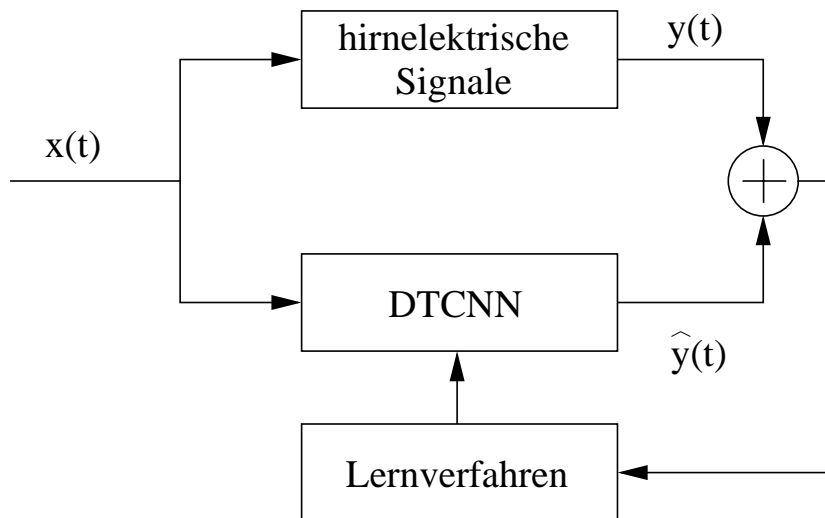 hirnelektrische
Signale
y(t)
x(t)
+
DTCNN
ŷ(t)
Lernverfahren